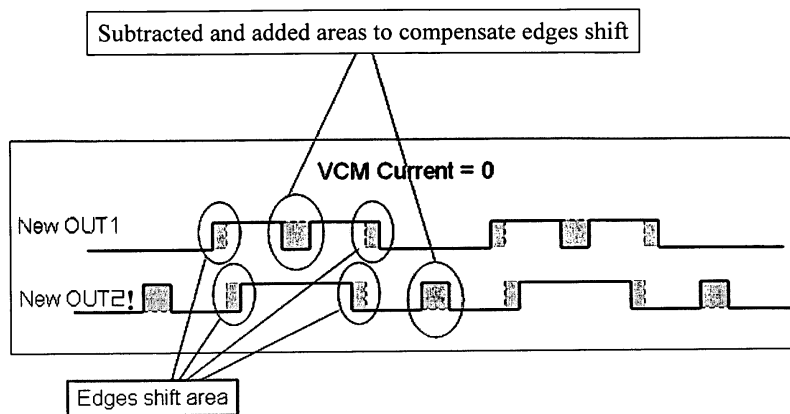 Subtracted and added areas to compensate edges shift
VCM Current = 0
New OUT1
New OUT2!
Edges shift area